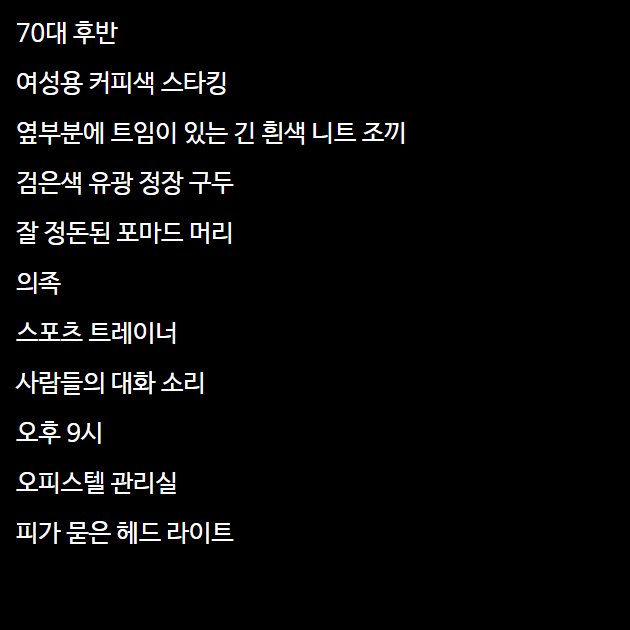 70대 후반
여성용 커피색 스타킹
옆부분에 트임이 있는 긴 흰색 니트 조끼
검은색 유광 정장 구두
잘 정돈된 포마드 머리
의족
스포츠 트레이너
사람들의 대화 소리
오후 9시
오피스텔 관리실
피가 묻은 헤드 라이트